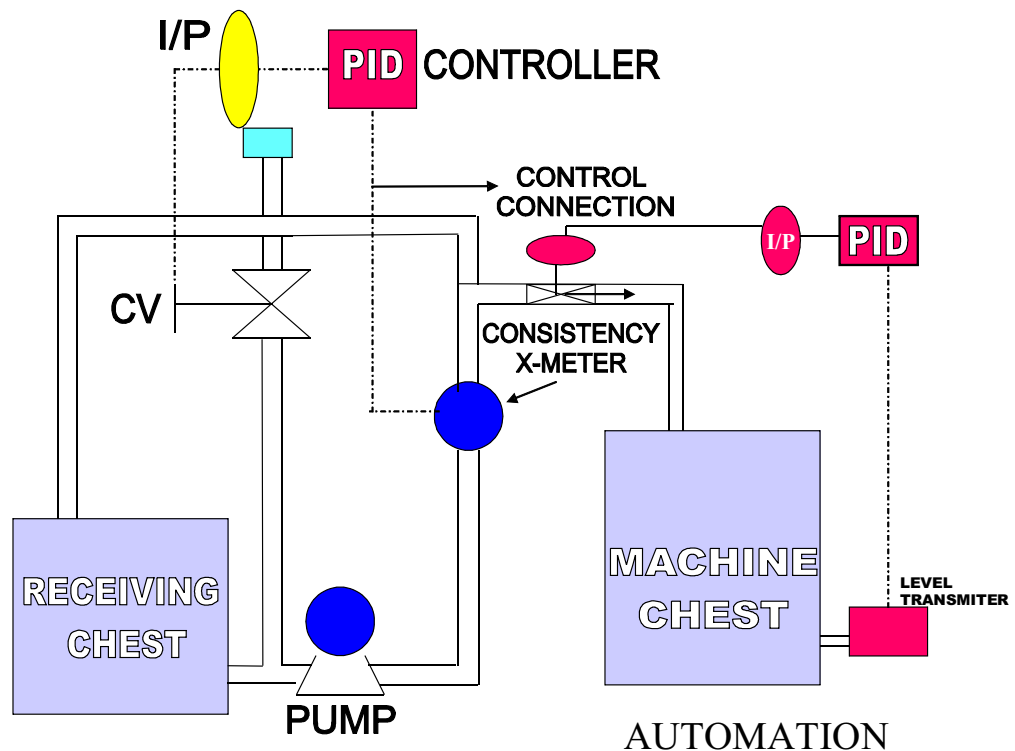 I/P
PID CONTROLLER
CONTROL
CONNECTION
I/P
PID
CV
CONSISTENCY
X-METER
RECEIVING
CHEST
MACHINE
CHEST
LEVEL
TRANSMITER
PUMP
AUTOMATION